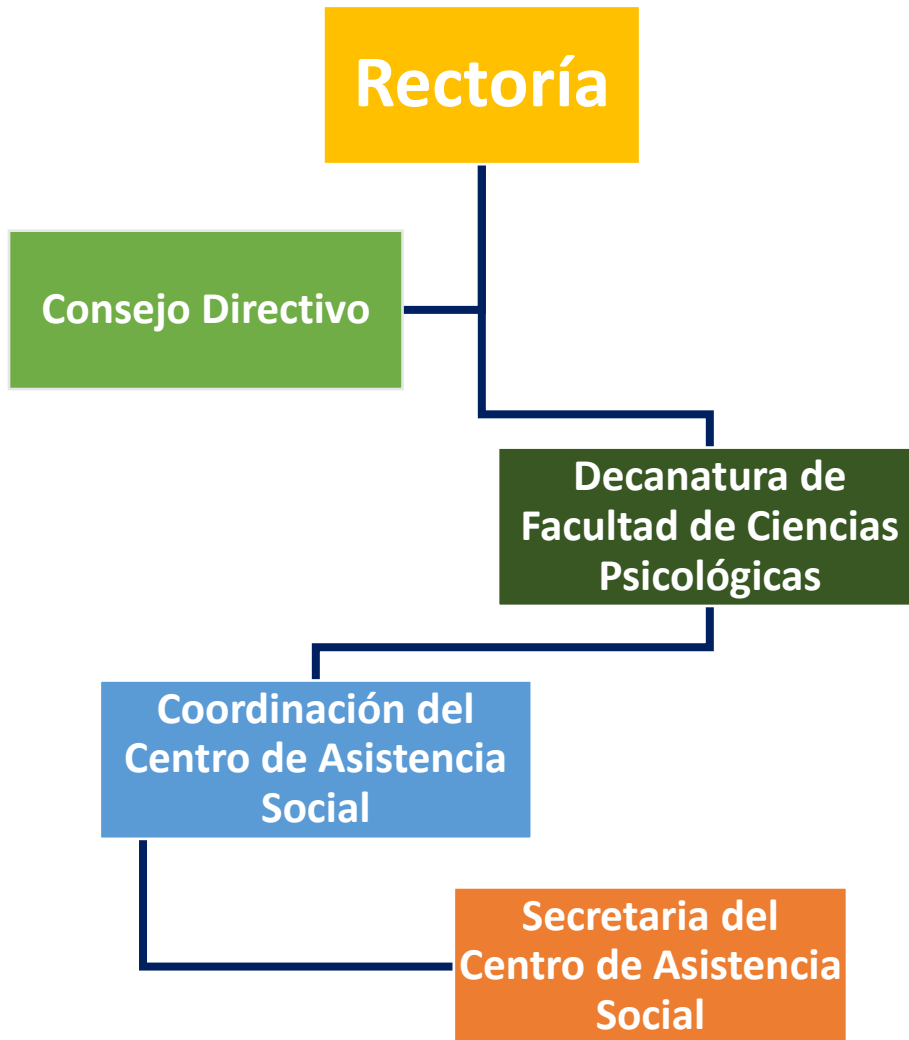 Rectoría
Consejo Directivo
Decanatura de
Facultad de Ciencias
Psicológicas
Coordinación del
Centro de Asistencia
Social
Secretaria del
Centro de Asistencia
Social